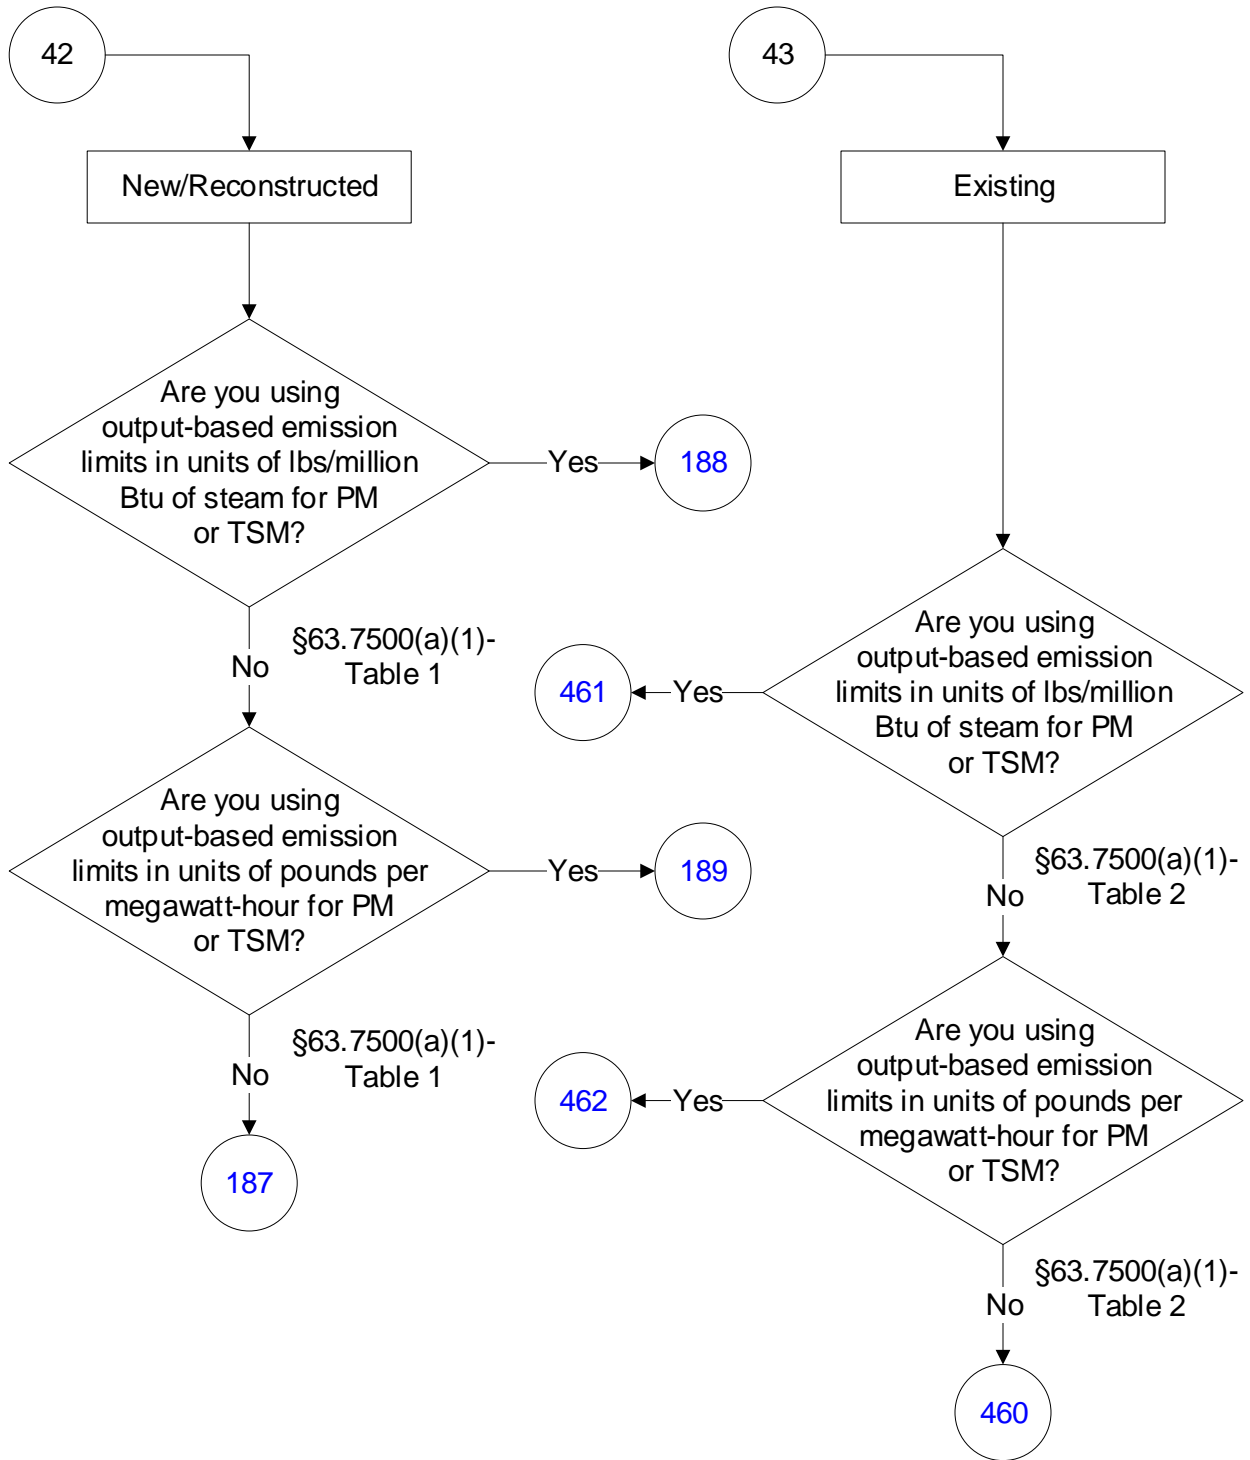 42
New/Reconstructed
Are you using
output-based emission
limits in units of lbs/million
Btu of steam for PM
or TSM?
Yes
188
No
§63.7500(a)(1)-
Table 1
Are you using
output-based emission
limits in units of pounds per
megawatt-hour for PM
or TSM?
Yes
189
No
§63.7500(a)(1)-
Table 1
187
43
Existing
Are you using
output-based emission
limits in units of lbs/million
Btu of steam for PM
or TSM?
Yes
461
No
§63.7500(a)(1)-
Table 2
Are you using
output-based emission
limits in units of pounds per
megawatt-hour for PM
or TSM?
Yes
462
No
§63.7500(a)(1)-
Table 2
460